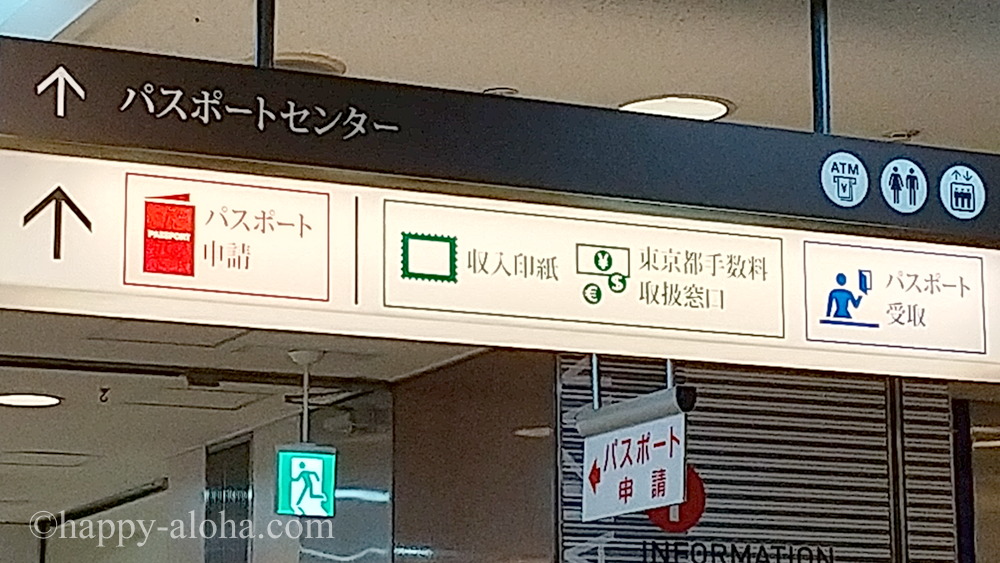 パスポートセンター
ATM
PASSPORT
パスポート
申請
収入印紙
東京都手数料
取扱窓口
パスポート
受取
パスポート
申請
INFORMATION
©happy-aloha.com